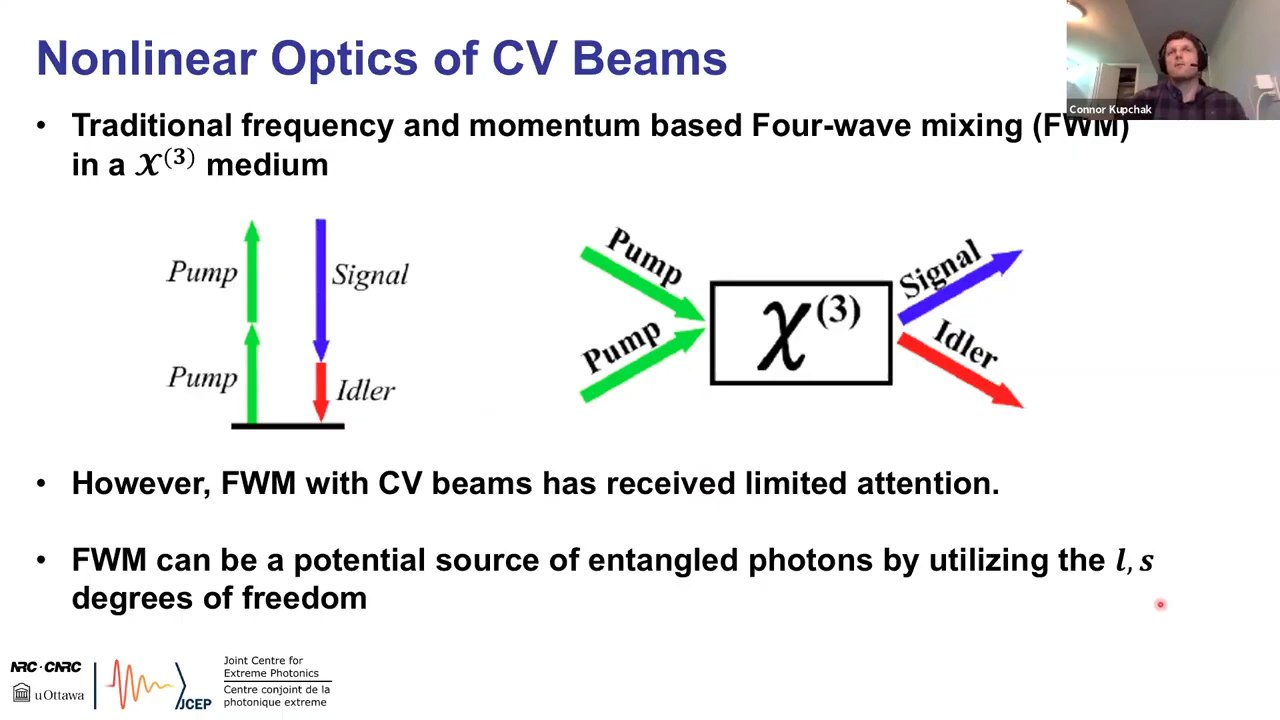 Nonlinear Optics of CV Beams
Connor Kupchak
• Traditional frequency and momentum based Four-wave mixing (FWM)
in a χ⁽³⁾ medium
Pump
Signal
Pump
Idler
Pump
Pump
χ⁽³⁾
Signal
Idler
• However, FWM with CV beams has received limited attention.
• FWM can be a potential source of entangled photons by utilizing the l, s
degrees of freedom
NRC·CNRC
uOttawa
JCEP
Joint Centre for
Extreme Photonics
Centre conjoint de la
photonique extreme